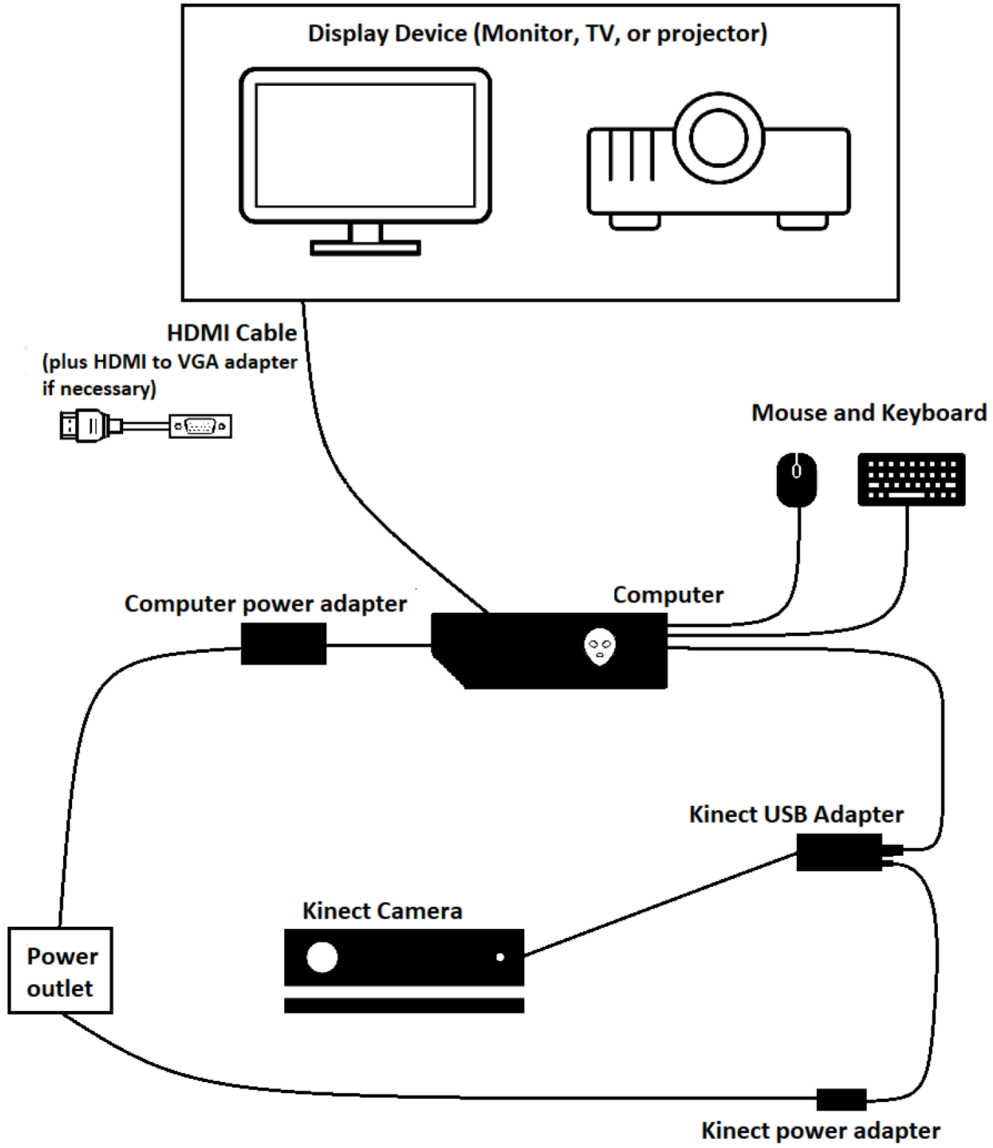 Display Device (Monitor, TV, or projector)
HDMI Cable
(plus HDMI to VGA adapter
if necessary)
Mouse and Keyboard
Computer
Computer power adapter
Kinect USB Adapter
Kinect Camera
Power
outlet
Kinect power adapter